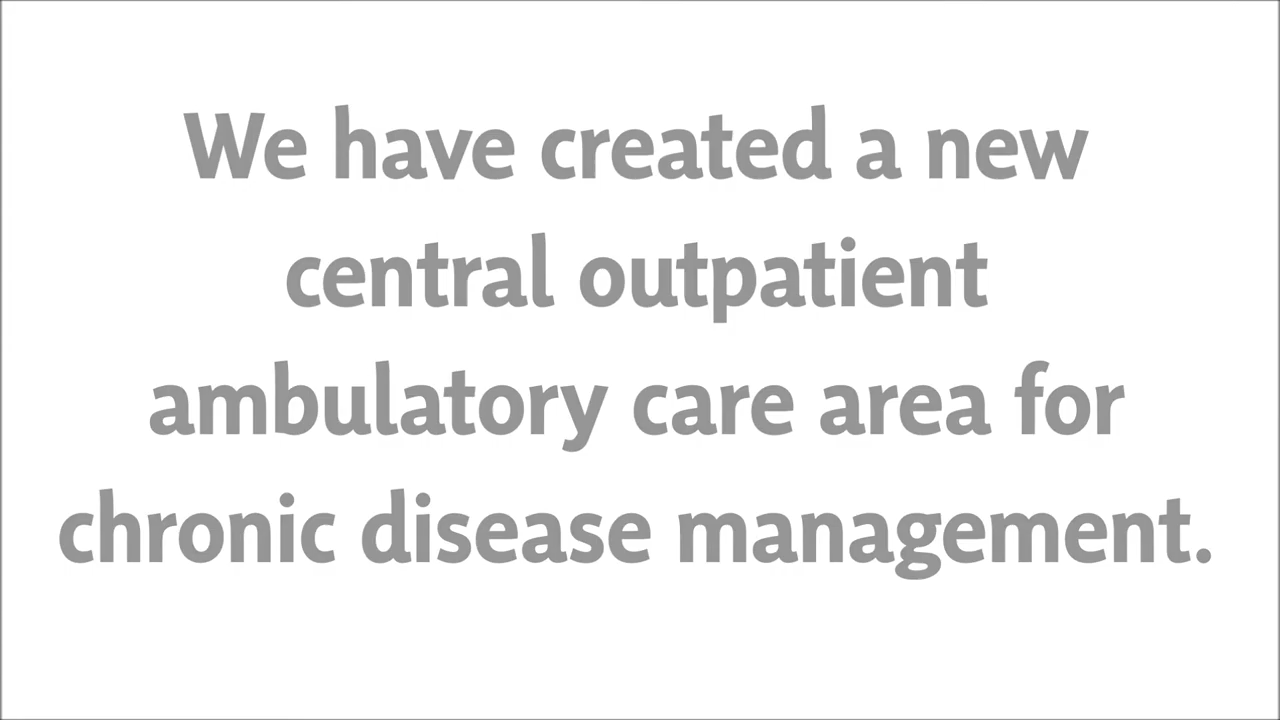 We have created a new
central outpatient
ambulatory care area for
chronic disease management.